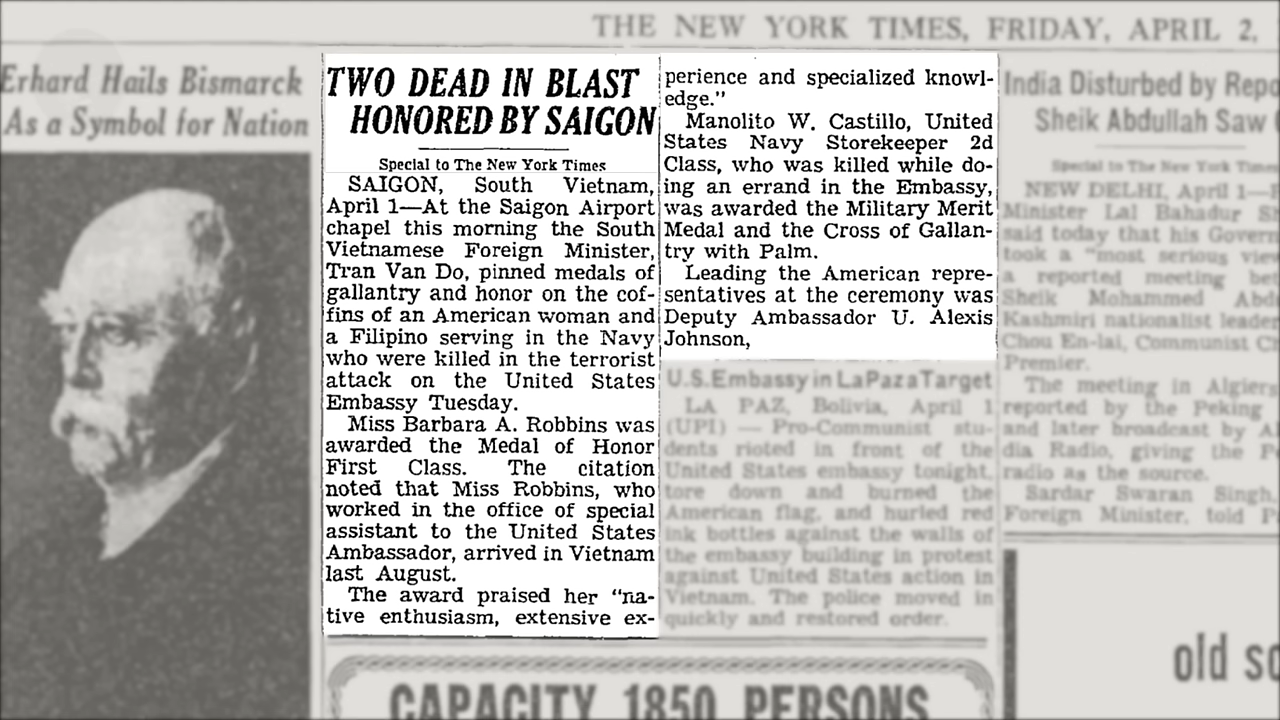 THE NEW YORK TIMES, FRIDAY, APRIL 2,
Erhard Hails Bismarck
As a Symbol for Nation
TWO DEAD IN BLAST
HONORED BY SAIGON
Special to The New York Times
SAIGON, South Vietnam,
April 1—At the Saigon Airport
chapel this morning the South
Vietnamese Foreign Minister,
Tran Van Do, pinned medals of
gallantry and honor on the cof-
fins of an American woman and
a Filipino serving in the Navy
who were killed in the terrorist
attack on the United States
Embassy Tuesday.
Miss Barbara A. Robbins was
awarded the Medal of Honor
First Class. The citation
noted that Miss Robbins, who
worked in the office of special
assistant to the United States
Ambassador, arrived in Vietnam
last August.
The award praised her “na-
tive enthusiasm, extensive ex-
perience and specialized knowl-
edge.”
Manolito W. Castillo, United
States Navy Storekeeper 2d
Class, who was killed while do-
ing an errand in the Embassy,
was awarded the Military Merit
Medal and the Cross of Gallan-
try with Palm.
Leading the American repre-
sentatives at the ceremony was
Deputy Ambassador U. Alexis
Johnson,
U.S. Embassy in La Paz a Target
LA PAZ, Bolivia, April 1
(UPI) — Pro-Communist stu-
dents rioted in front of the
United States embassy tonight,
tore down and burned the
American flag, and hurled red
ink bottles against the walls of
the embassy building in protest
against United States action in
Vietnam. The police moved in
quickly and restored order.
India Disturbed by Repo
Sheik Abdullah Saw
Special to The New York Times
NEW DELHI, April 1—
Minister Lal Bahadur
said today that his Govern
took a “most serious view
a reported meeting
Sheik Mohammed Abd
Kashmiri nationalist leader
Chou En-lai, Communist Ch
Premier.
The meeting in Algiers
reported by the Peking
and later broadcast by
dia Radio, giving the
radio as the source.
Sardar Swaran Singh,
Foreign Minister, told
CAPACITY 1850 PERSONS
old so